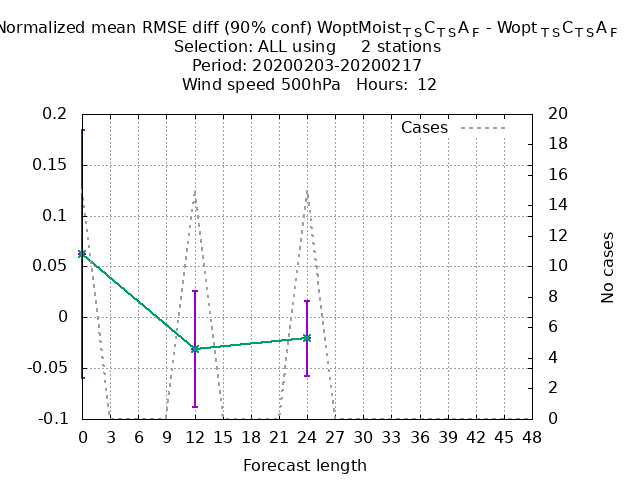 Normalized mean RMSE diff (90% conf) WoptMoist_TSC_TSA_F - Wopt_TSC_TSA_F
Selection: ALL using 2 stations
Period: 20200203-20200217
Wind speed 500hPa Hours: 12
Cases
0.2
0.15
0.1
0.05
0
-0.05
-0.1
20
18
16
14
12
10
8
6
4
2
0
No cases
0 3 6 9 12 15 18 21 24 27 30 33 36 39 42 45 48
Forecast length